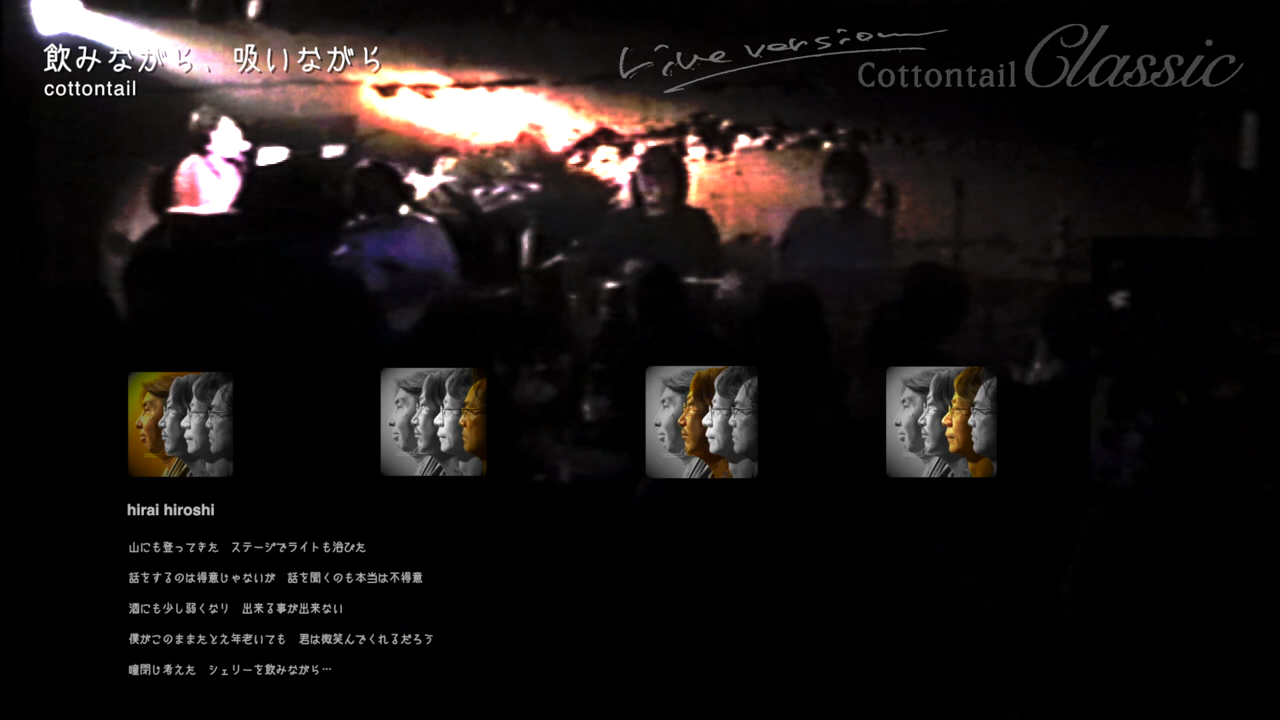 飲みながら、吸いながら
cottontail
Live version
Cottontail Classic
hirai hiroshi
山にも登ってきた　ステージでライトも浴びた
話をするのは得意じゃないが　話を聞くのも本当は不得意
酒にも少し弱くなり　出来る事が出来ない
僕がこのままたとえ年老いても　君は微笑んでくれるだろう
瞳閉じ考えた　シェリーを飲みながら…